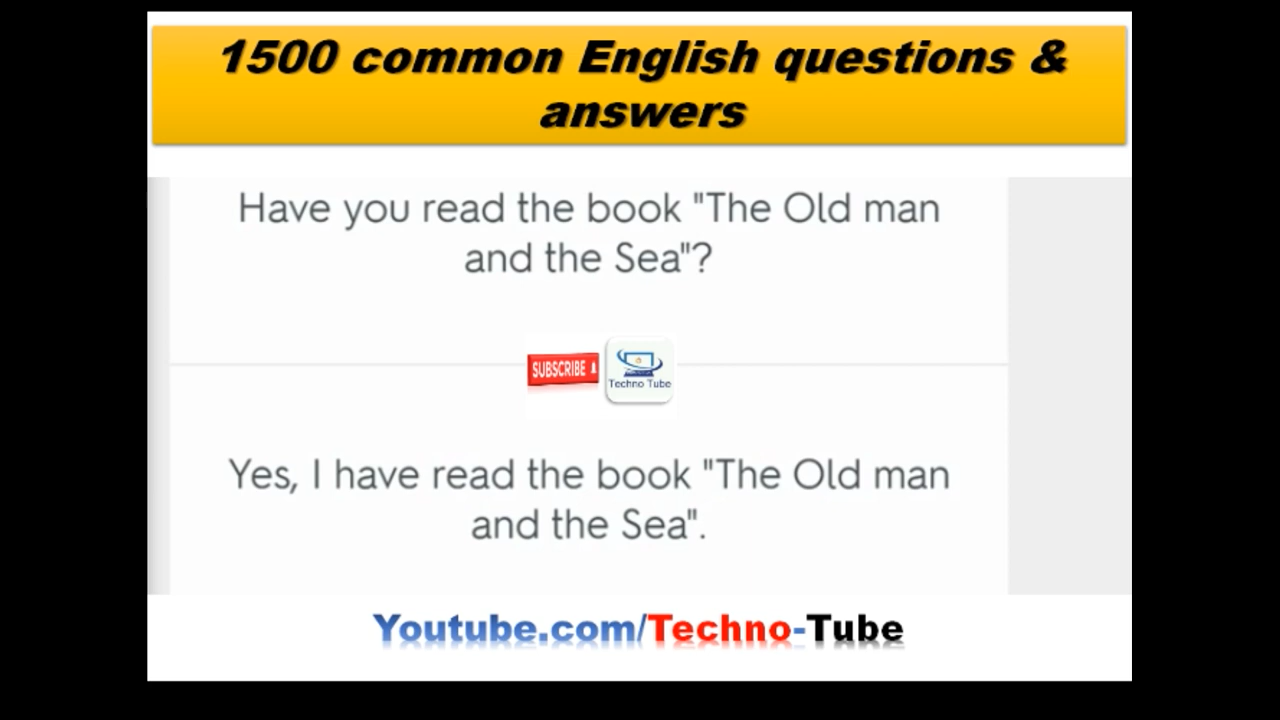 1500 common English questions &
answers
Have you read the book "The Old man
and the Sea"?
SUBSCRIBE
Techno Tube
Yes, I have read the book "The Old man
and the Sea".
Youtube.com/Techno-Tube